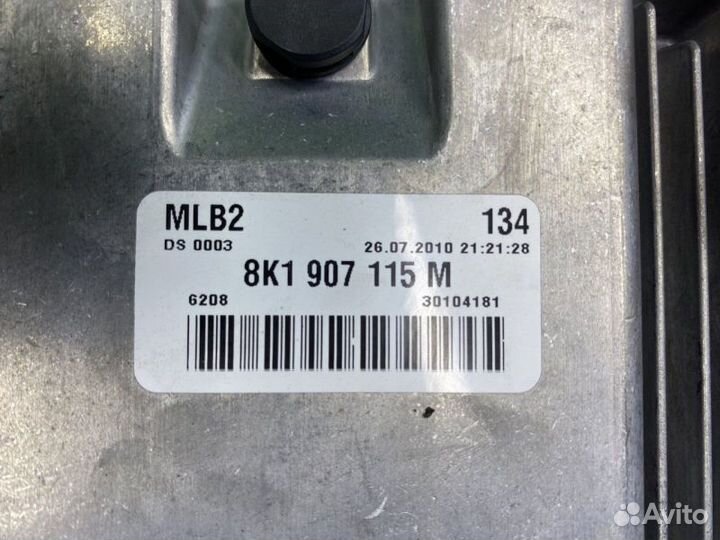 MLB2 134
DS 0003 26.07.2010 21:21:28
8K1 907 115 M
6208 30104181
Avito